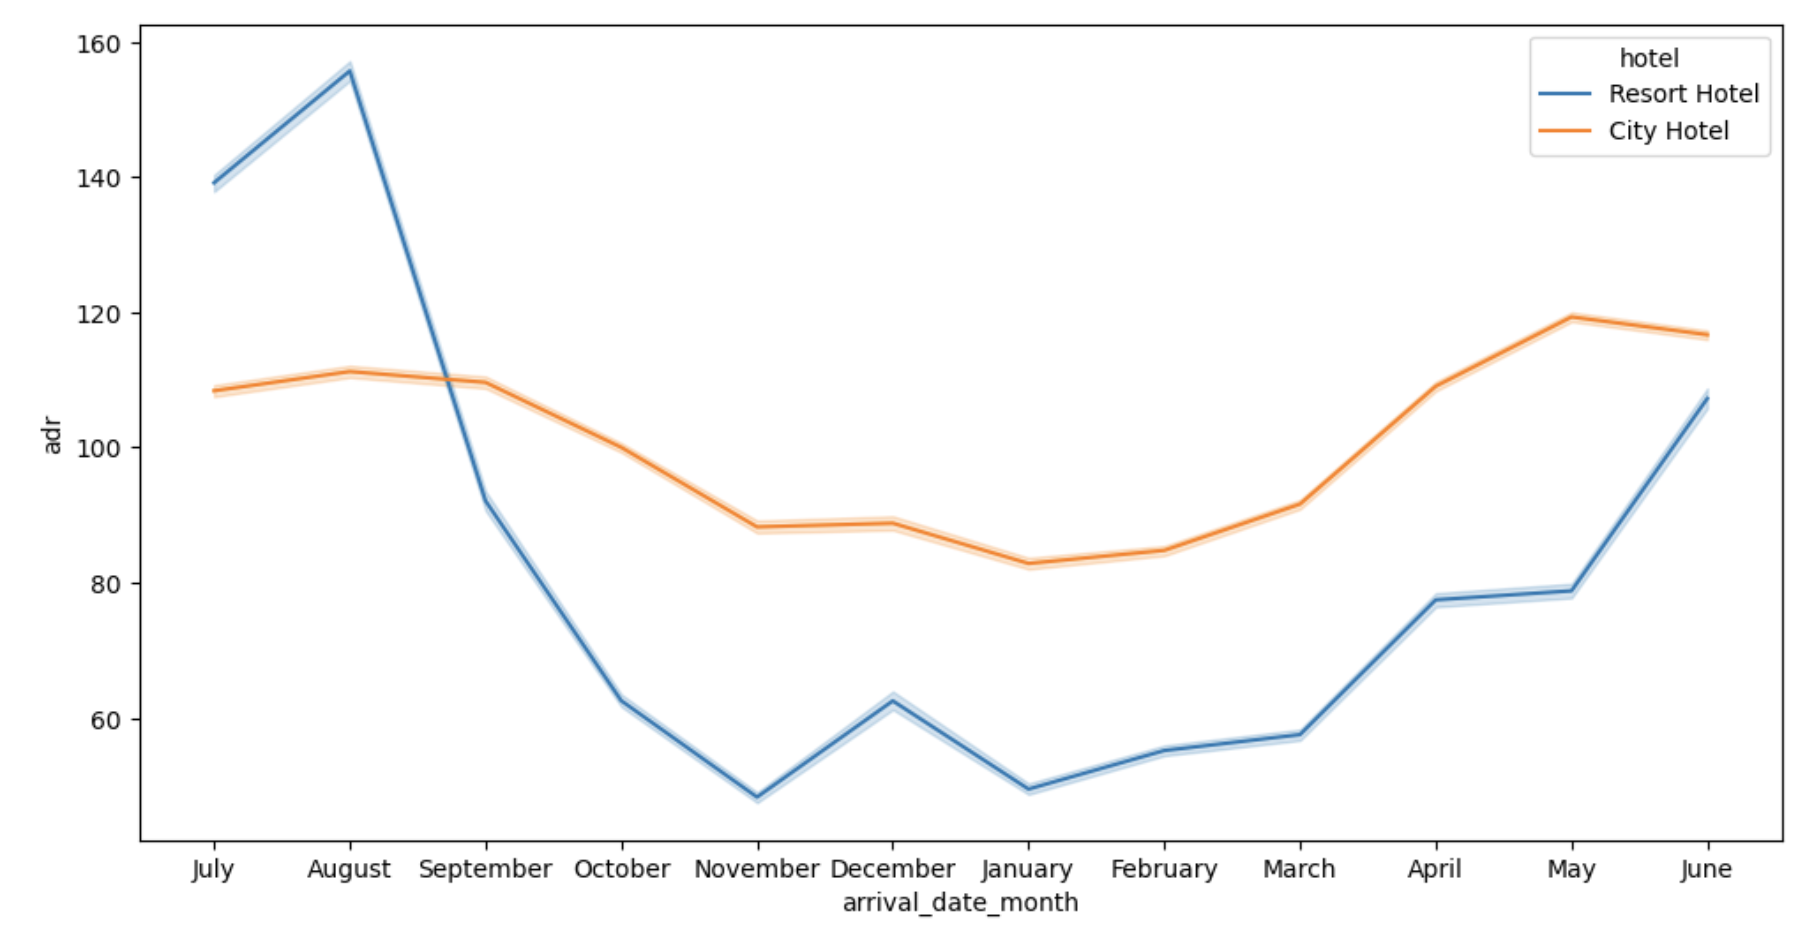 160
140
120
100
80
60
adr
hotel
Resort Hotel
City Hotel
July August September October November December January February March April May June
arrival_date_month